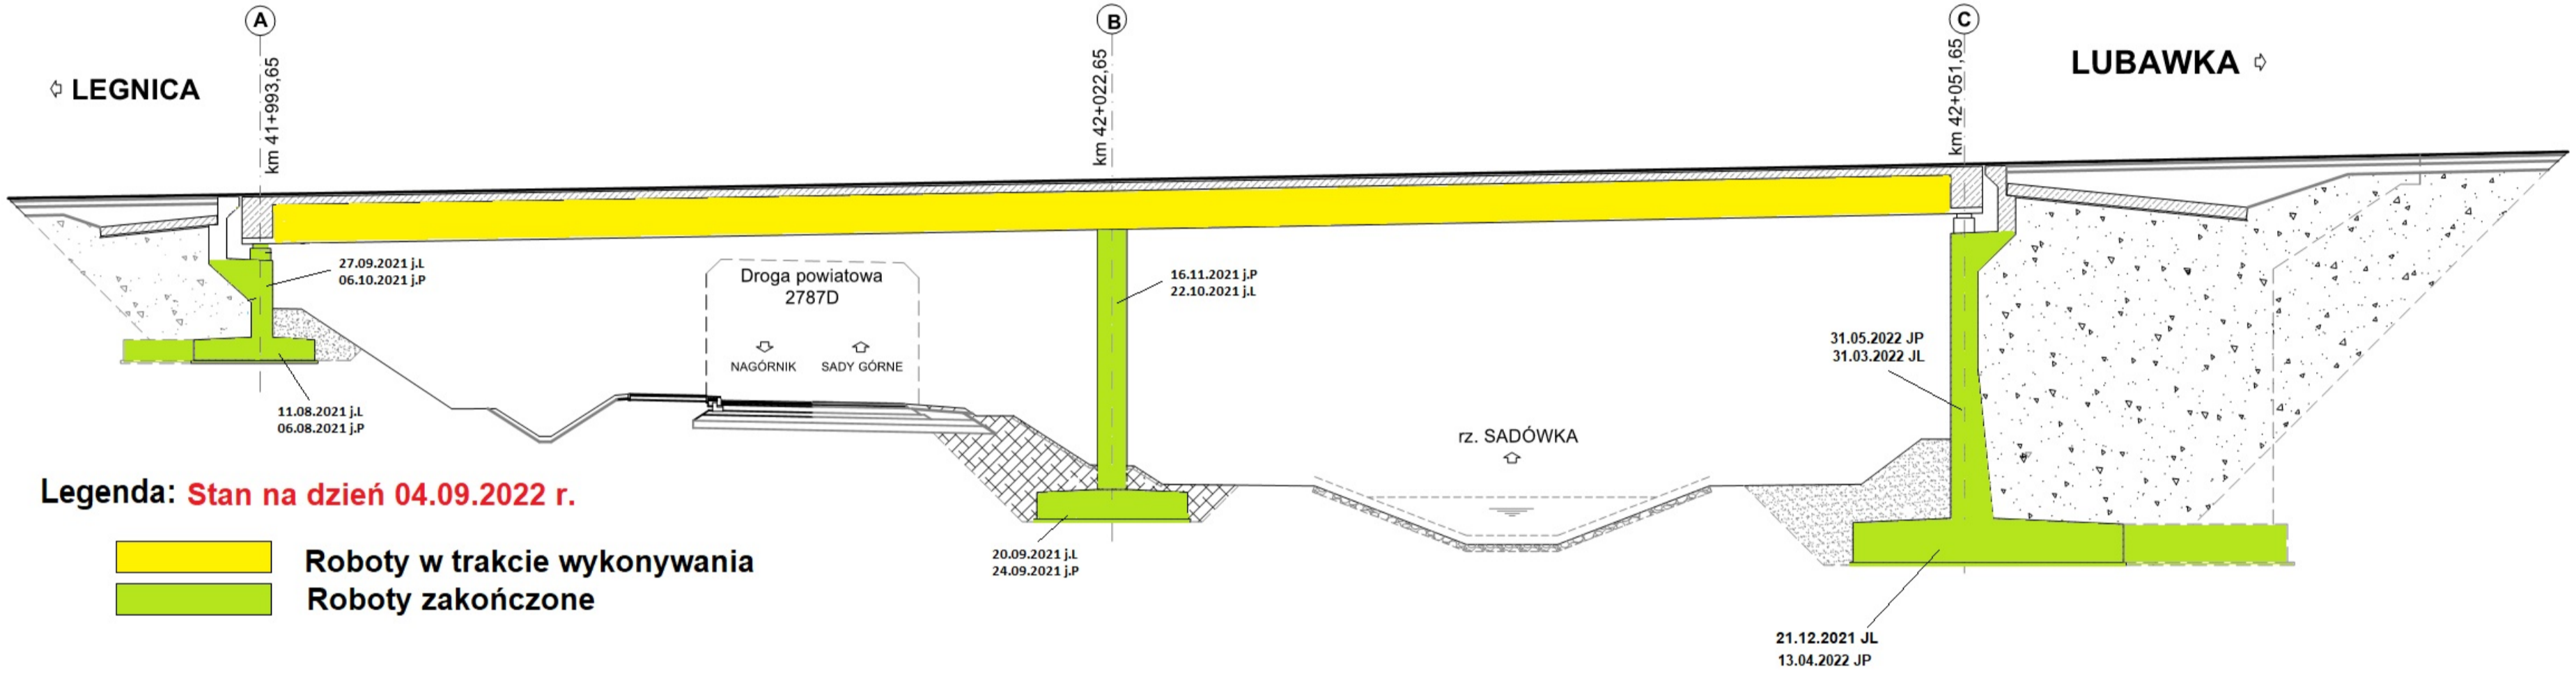 A
B
C
km 41+993,65
km 42+022,65
km 42+051,65
LEGNICA
LUBAWKA
27.09.2021 j.L
06.10.2021 j.P
Droga powiatowa
2787D
NAGÓRNIK SADY GÓRNE
16.11.2021 j.P
22.10.2021 j.L
31.05.2022 JP
31.03.2022 JL
11.08.2021 j.L
06.08.2021 j.P
rz. SADÓWKA
Legenda: Stan na dzień 04.09.2022 r.
Roboty w trakcie wykonywania
Roboty zakończone
20.09.2021 j.L
24.09.2021 j.P
21.12.2021 JL
13.04.2022 JP